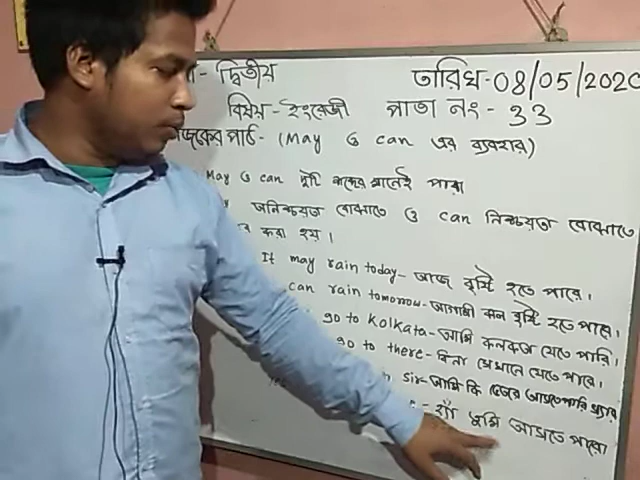 - দ্বিতীয় তারিখ-08/05/2020
বিষয়- ইংরেজী পাতা নং- 33
পাঠ- (May ও can এর ব্যবহার)
May ও can দুটি শব্দের মানেই পারা
অনিশ্চয়তা বোঝাতে ও can নিশ্চয়তা বোঝাতে
করা হয়।
It may rain today- আজ বৃষ্টি হতে পারে।
can rain tomorrow- আগামী কাল বৃষ্টি হতে পারে।
go to Kolkata- আমি কলকাতা যেতে পারি।
go to there- সেখানে যেতে পারে।
sir- আমি কি ভিতরে আসতে পারি স্যার
- হ্যাঁ তুমি আসতে পারো